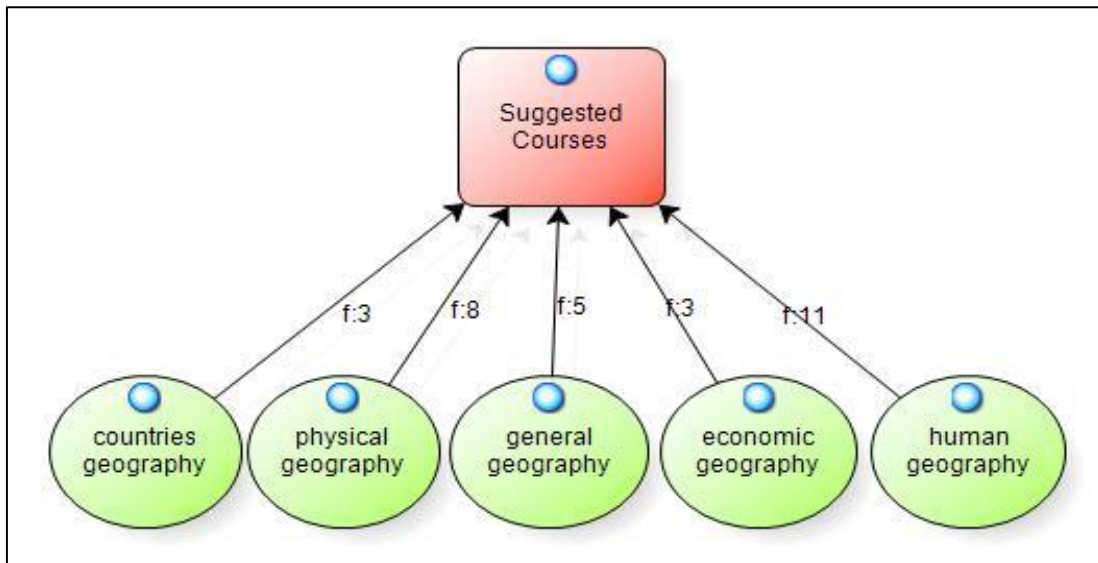 Suggested
Courses
f:3
f:8
f:5
f:3
f:11
countries
geography
physical
geography
general
geography
economic
geography
human
geography